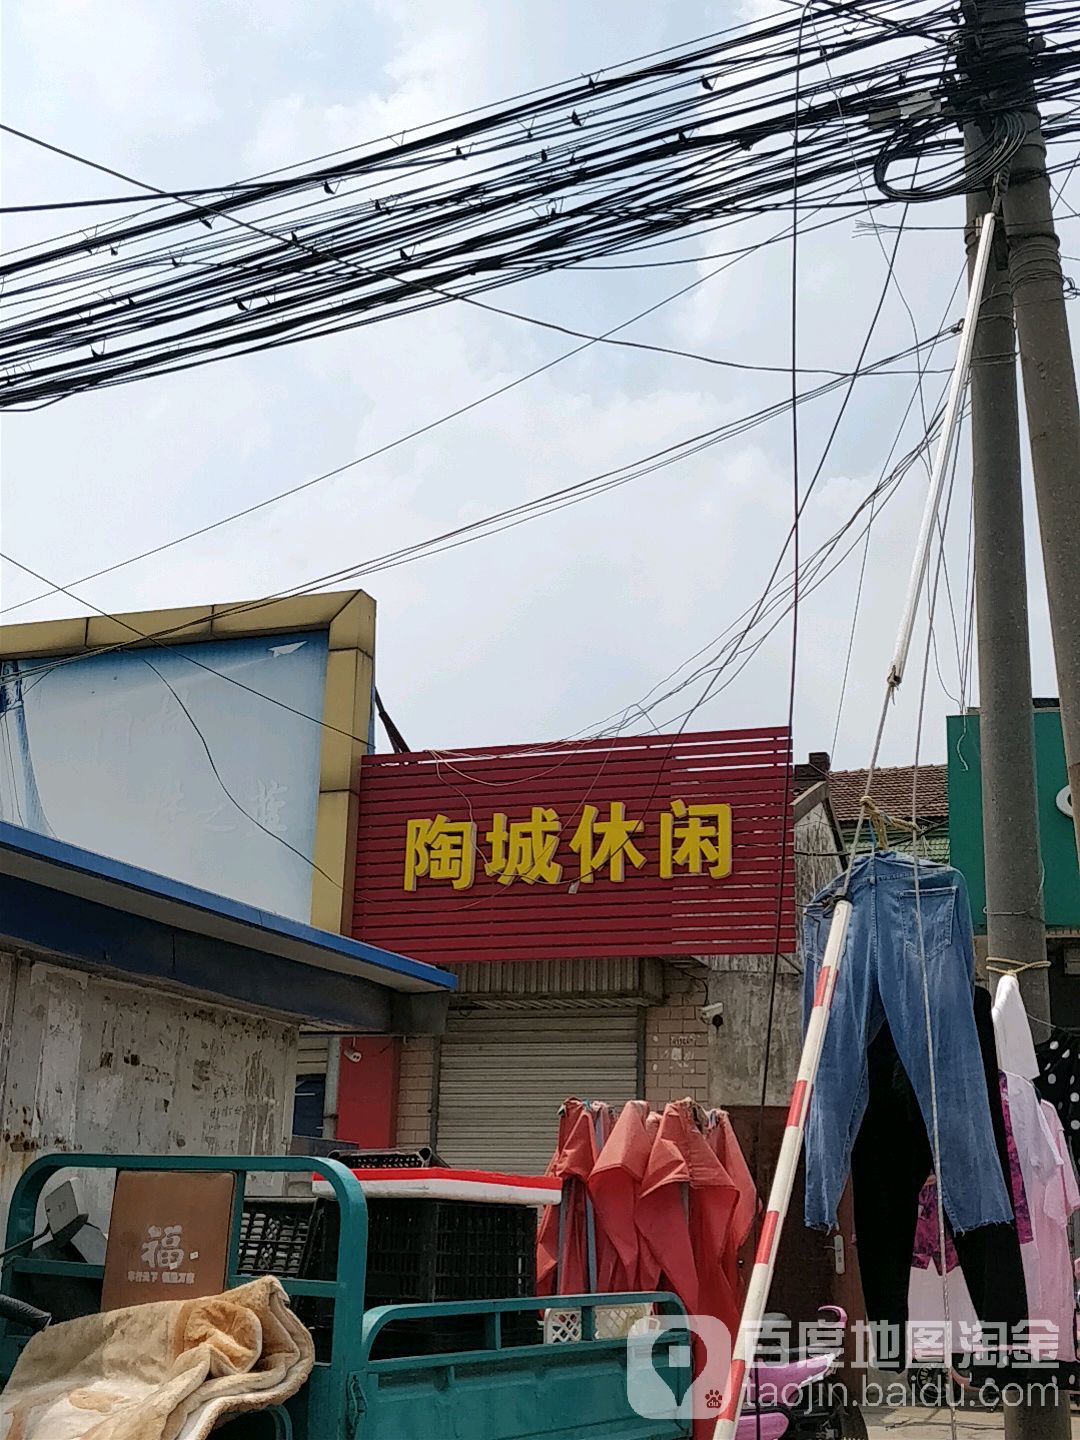 陶城休闲
福
百度地图淘金
taojin.baidu.com